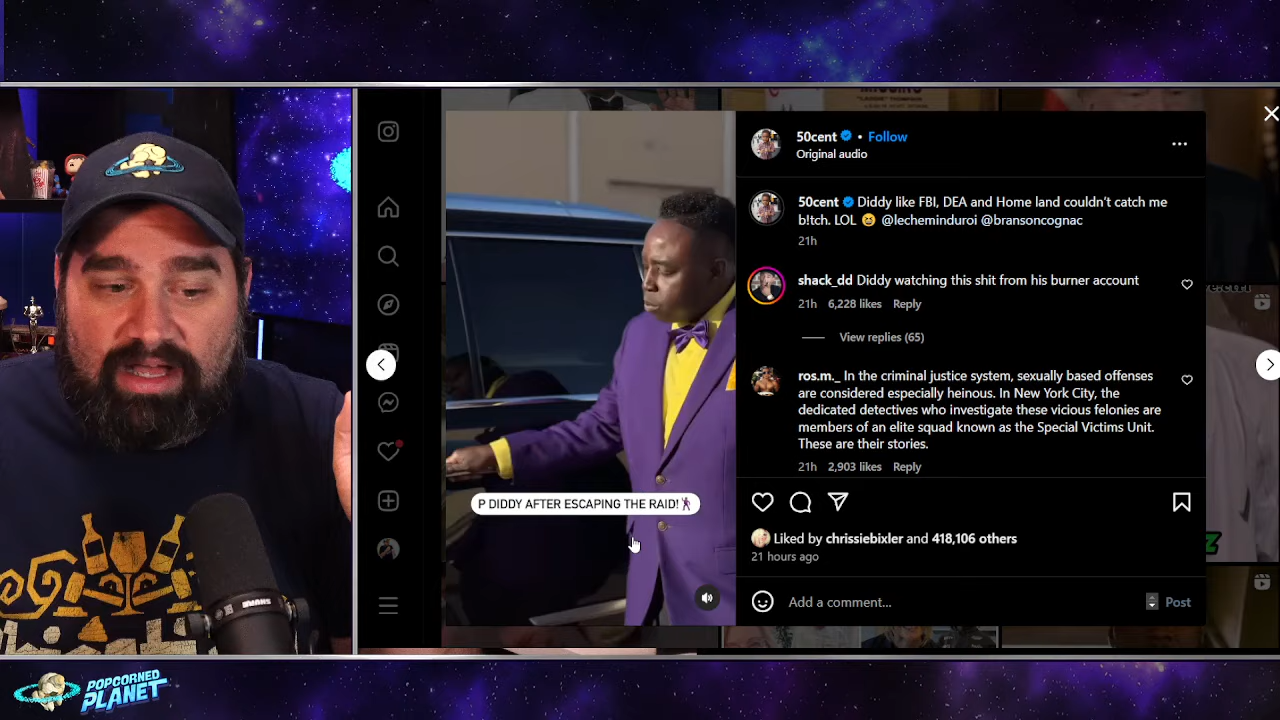 50cent • Follow
Original audio
50cent Diddy like FBI, DEA and Home land couldn't catch me
b!tch. LOL 😆 @lecheminduroi @bransoncognac
21h
shack_dd Diddy watching this shit from his burner account
21h 6,228 likes Reply
View replies (65)
ros.m._ In the criminal justice system, sexually based offenses
are considered especially heinous. In New York City, the
dedicated detectives who investigate these vicious felonies are
members of an elite squad known as the Special Victims Unit.
These are their stories.
21h 2,903 likes Reply
P DIDDY AFTER ESCAPING THE RAID!🕺
Liked by chrissiebixler and 418,106 others
21 hours ago
Add a comment...
Post
SHURE
POPCORNED
PLANET